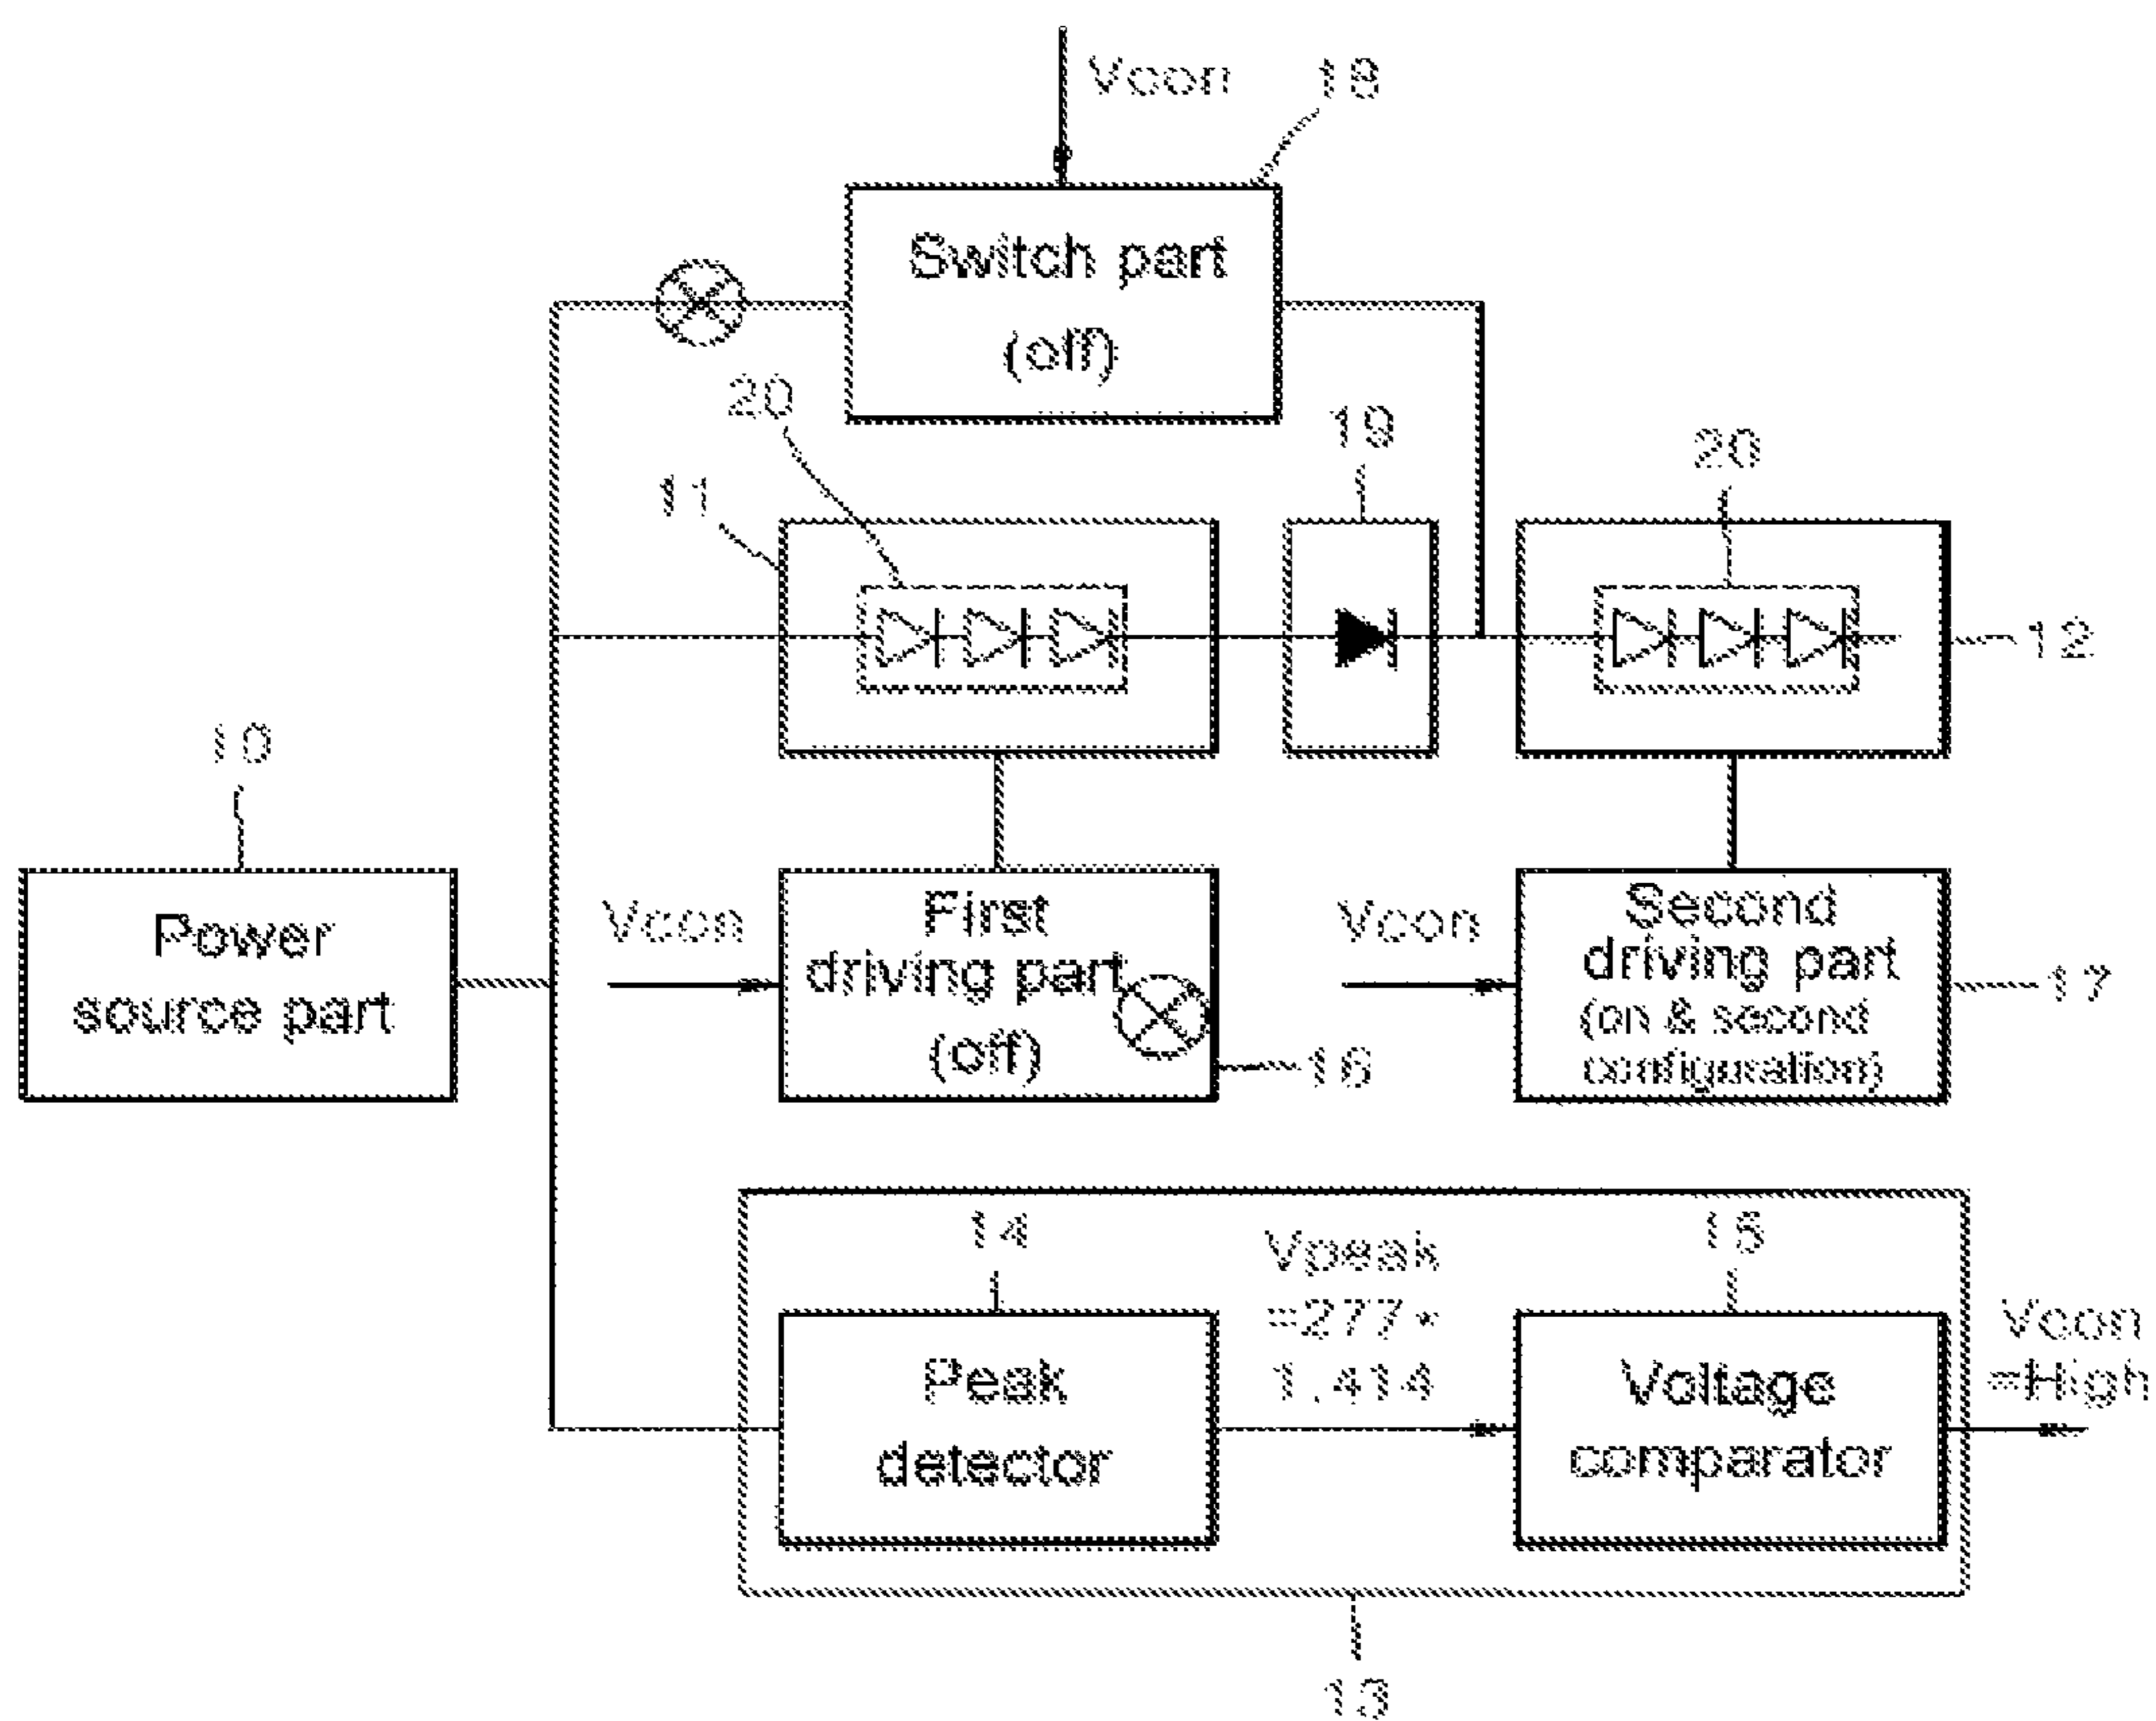 Vcon
18
Switch part
(off)
20
19
20
11
12
10
Power
source part
Vcon
First
driving part
(off)
16
Vcon
Second
driving part
(on & second
configuration)
17
14
Vpeak
=277*
1.414
15
Vcon
=High
Peak
detector
Voltage
comparator
13